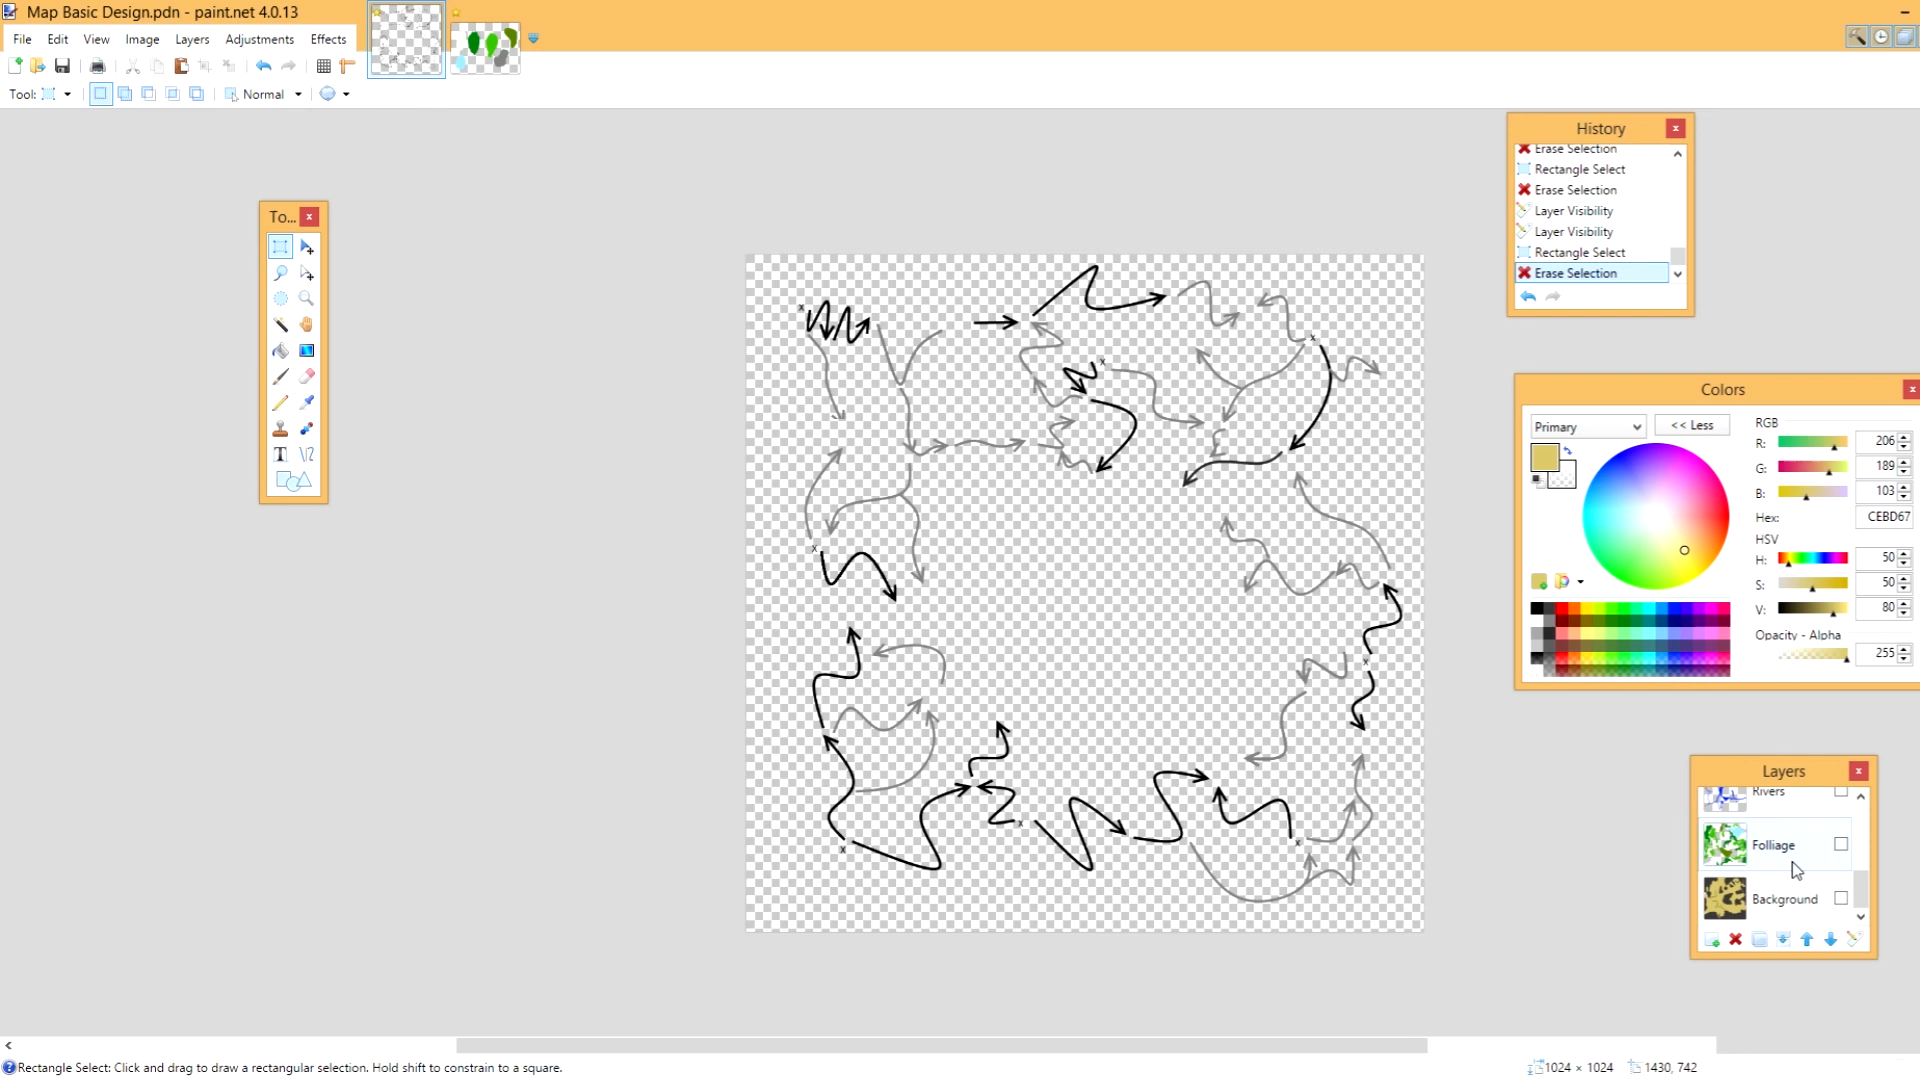 Map Basic Design.pdn - paint.net 4.0.13
File Edit View Image Layers Adjustments Effects
Tool: Normal
To...
History
Erase Selection
Rectangle Select
Erase Selection
Layer Visibility
Layer Visibility
Rectangle Select
Erase Selection
Colors
Primary
<< Less
RGB
R: 206
G: 189
B: 103
Hex: CEBD67
HSV
H: 50
S: 50
V: 80
Opacity - Alpha
255
x
x
x
x
x
x
x
x
Layers
Rivers
Folliage
Background
Rectangle Select: Click and drag to draw a rectangular selection. Hold shift to constrain to a square.
1024 × 1024
1430, 742